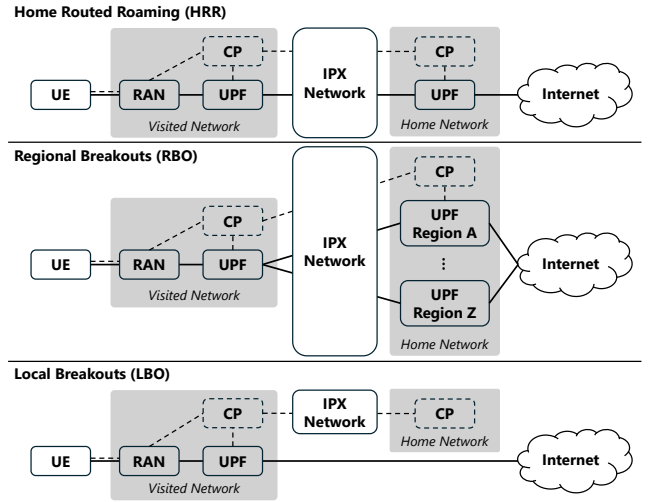 Home Routed Roaming (HRR)
CP
IPX
Network
CP
UE
RAN
UPF
UPF
Internet
Visited Network
Home Network
Regional Breakouts (RBO)
CP
CP
UPF
Region A
UE
RAN
UPF
IPX
Network
⋮
Internet
Visited Network
UPF
Region Z
Home Network
Local Breakouts (LBO)
CP
IPX
Network
CP
Home Network
UE
RAN
UPF
Internet
Visited Network